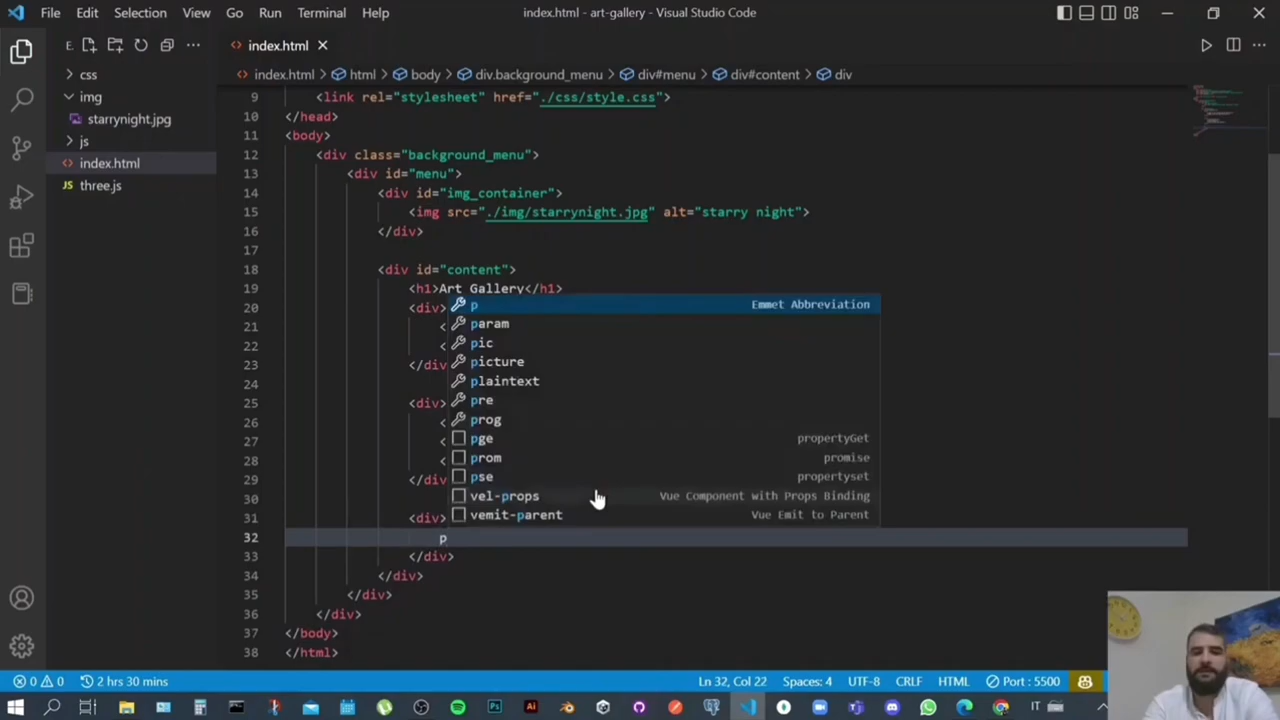 File Edit Selection View Go Run Terminal Help index.html - art-gallery - Visual Studio Code
E. ... index.html
index.html html body div.background_menu div#menu div#content div
css
img
starrynight.jpg
js
index.html
three.js
9 <link rel="stylesheet" href="./css/style.css">
10 </head>
11 <body>
12 <div class="background_menu">
13 <div id="menu">
14 <div id="img_container">
15 <img src="./img/starrynight.jpg" alt="starry night">
16 </div>
17
18 <div id="content">
19 <h1>Art Gallery</h1>
20 <div>
21 <
22 <
23 </div>
24
25 <div>
26 <
27 <
28 <
29 </div>
30
31 <div>
32 p
33 </div>
34 </div>
35 </div>
36 </div>
37 </body>
38 </html>
p Emmet Abbreviation
param
pic
picture
plaintext
pre
prog
pge propertyGet
prom promise
pse propertyset
vel-props Vue Component with Props Binding
vemit-parent Vue Emit to Parent
0 0 2 hrs 30 mins Ln 32, Col 22 Spaces: 4 UTF-8 CRLF HTML Port : 5500
Ps Ai IT